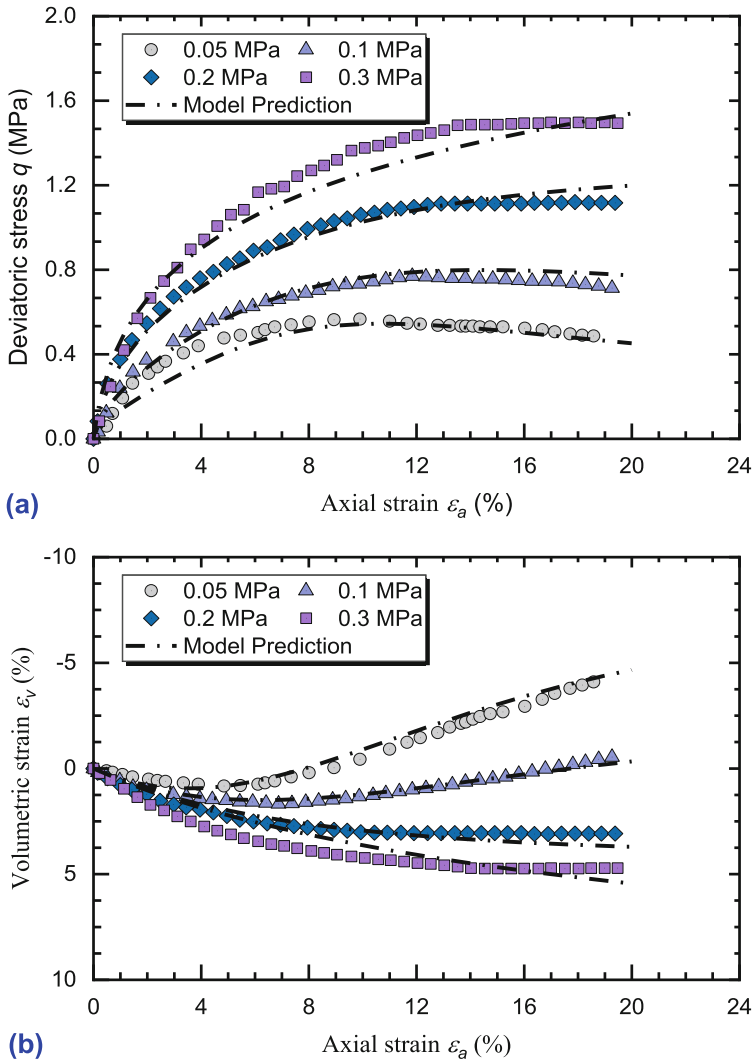 2.0
0.05 MPa 0.1 MPa
0.2 MPa 0.3 MPa
Model Prediction
1.6
1.2
0.8
0.4
0.0
Deviatoric stress q (MPa)
0 4 8 12 16 20 24
Axial strain εa (%)
(a)
-10
0.05 MPa 0.1 MPa
0.2 MPa 0.3 MPa
Model Prediction
-5
0
5
10
Volumetric strain εv (%)
0 4 8 12 16 20 24
Axial strain εa (%)
(b)